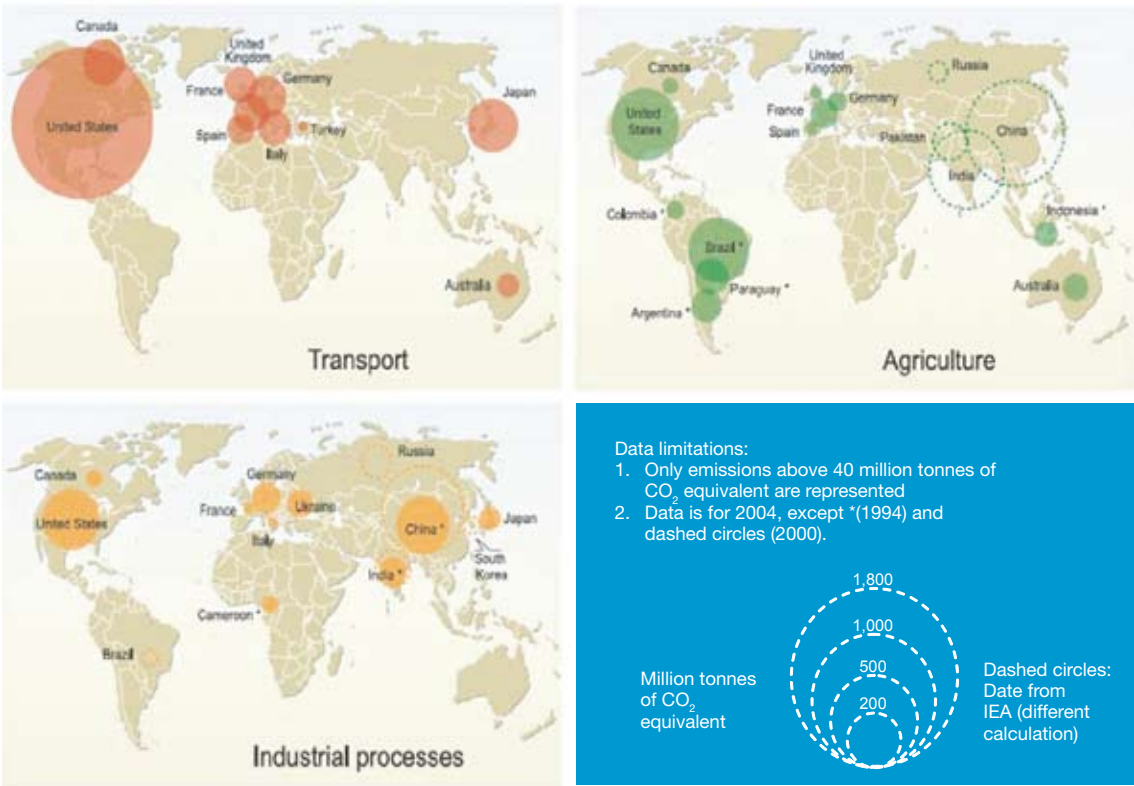 Canada
United States
United
Kingdom
France
Germany
Spain
Italy
Turkey
Japan
Australia
Transport
Canada
United
States
United
Kingdom
France
Germany
Spain
Russia
Pakistan
China
India
Colombia *
Indonesia *
Brazil *
Paraguay *
Argentina *
Australia
Agriculture
Canada
United States
Germany
France
Ukraine
Italy
Russia
China *
Japan
South
Korea
India *
Cameroon *
Brazil
Industrial processes
Data limitations:
1. Only emissions above 40 million tonnes of
CO₂ equivalent are represented
2. Data is for 2004, except *(1994) and
dashed circles (2000).
1,800
1,000
500
200
Million tonnes
of CO₂
equivalent
Dashed circles:
Date from
IEA (different
calculation)